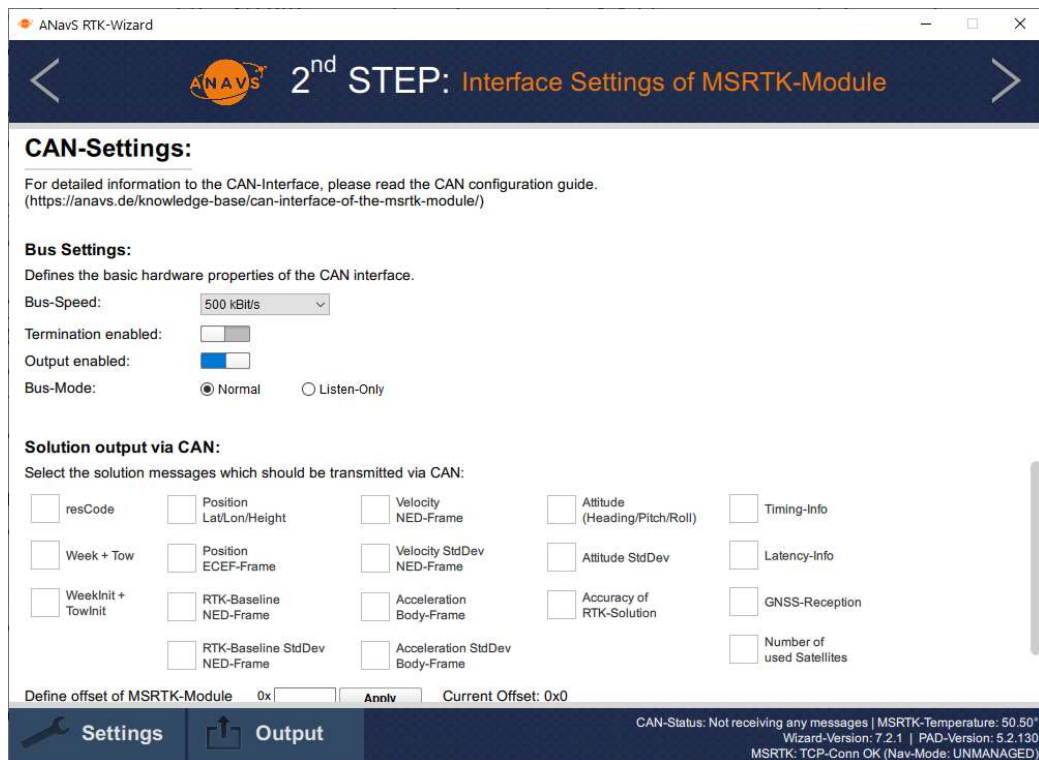 ANavS RTK-Wizard
ANAVS
2nd STEP: Interface Settings of MSRTK-Module
CAN-Settings:
For detailed information to the CAN-Interface, please read the CAN configuration guide.
(https://anavs.de/knowledge-base/can-interface-of-the-msrtk-module/)
Bus Settings:
Defines the basic hardware properties of the CAN interface.
Bus-Speed: 500 kBit/s
Termination enabled:
Output enabled:
Bus-Mode: Normal Listen-Only
Solution output via CAN:
Select the solution messages which should be transmitted via CAN:
resCode
Position
Lat/Lon/Height
Velocity
NED-Frame
Attitude
(Heading/Pitch/Roll)
Timing-Info
Week + Tow
Position
ECEF-Frame
Velocity StdDev
NED-Frame
Attitude StdDev
Latency-Info
WeekInit +
TowInit
RTK-Baseline
NED-Frame
Acceleration
Body-Frame
Accuracy of
RTK-Solution
GNSS-Reception
RTK-Baseline StdDev
NED-Frame
Acceleration StdDev
Body-Frame
Number of
used Satellites
Define offset of MSRTK-Module 0x Apply Current Offset: 0x0
Settings
Output
CAN-Status: Not receiving any messages | MSRTK-Temperature: 50.50°
Wizard-Version: 7.2.1 | PAD-Version: 5.2.130
MSRTK: TCP-Conn OK (Nav-Mode: UNMANAGED)